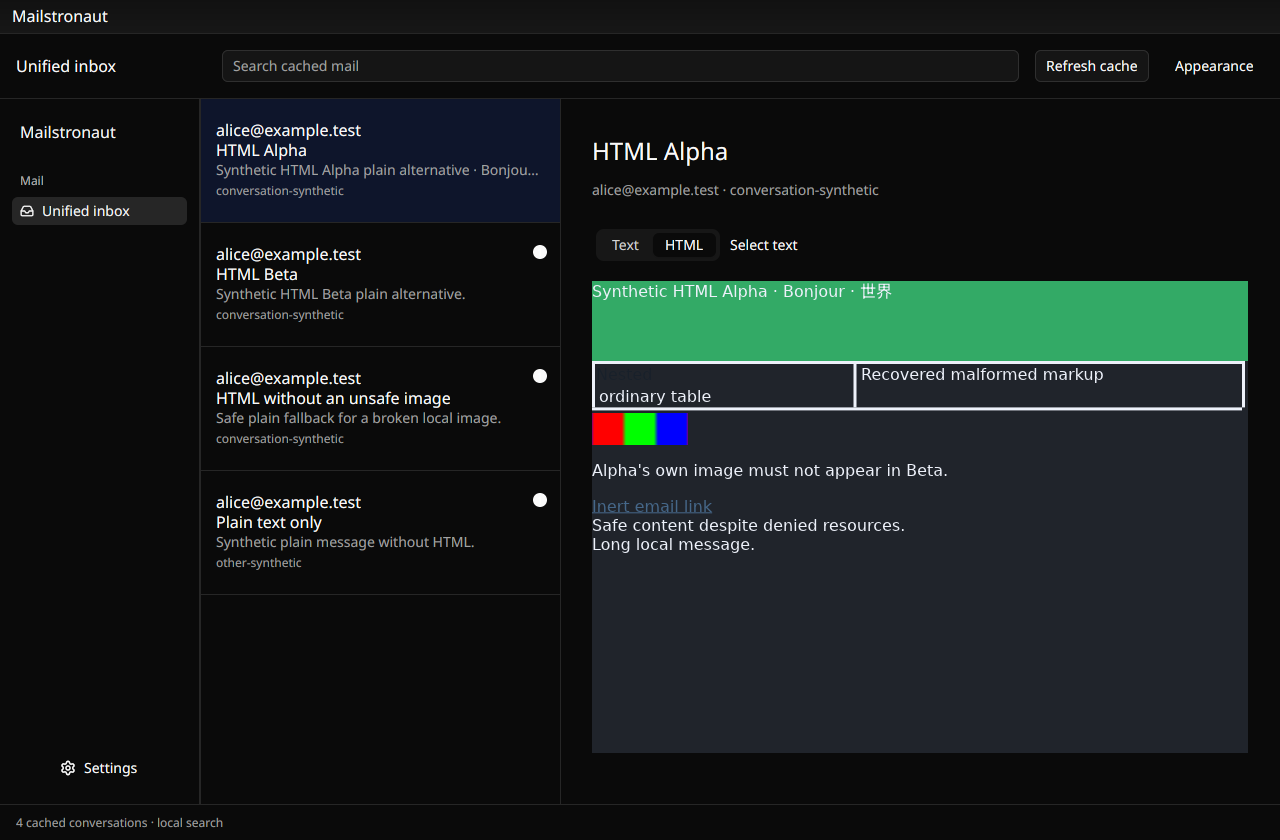 Mailstronaut
Unified inbox
Search cached mail
Refresh cache
Appearance
Mailstronaut
Mail
Unified inbox
Settings
alice@example.test
HTML Alpha
Synthetic HTML Alpha plain alternative · Bonjou…
conversation-synthetic
alice@example.test
HTML Beta
Synthetic HTML Beta plain alternative.
conversation-synthetic
alice@example.test
HTML without an unsafe image
Safe plain fallback for a broken local image.
conversation-synthetic
alice@example.test
Plain text only
Synthetic plain message without HTML.
other-synthetic
HTML Alpha
alice@example.test · conversation-synthetic
Text HTML Select text
Synthetic HTML Alpha · Bonjour · 世界
ordinary table
Recovered malformed markup
Alpha's own image must not appear in Beta.
Inert email link
Safe content despite denied resources.
Long local message.
4 cached conversations · local search